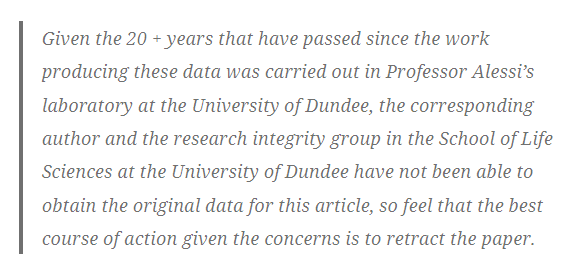 Given the 20 + years that have passed since the work
producing these data was carried out in Professor Alessi’s
laboratory at the University of Dundee, the corresponding
author and the research integrity group in the School of Life
Sciences at the University of Dundee have not been able to
obtain the original data for this article, so feel that the best
course of action given the concerns is to retract the paper.